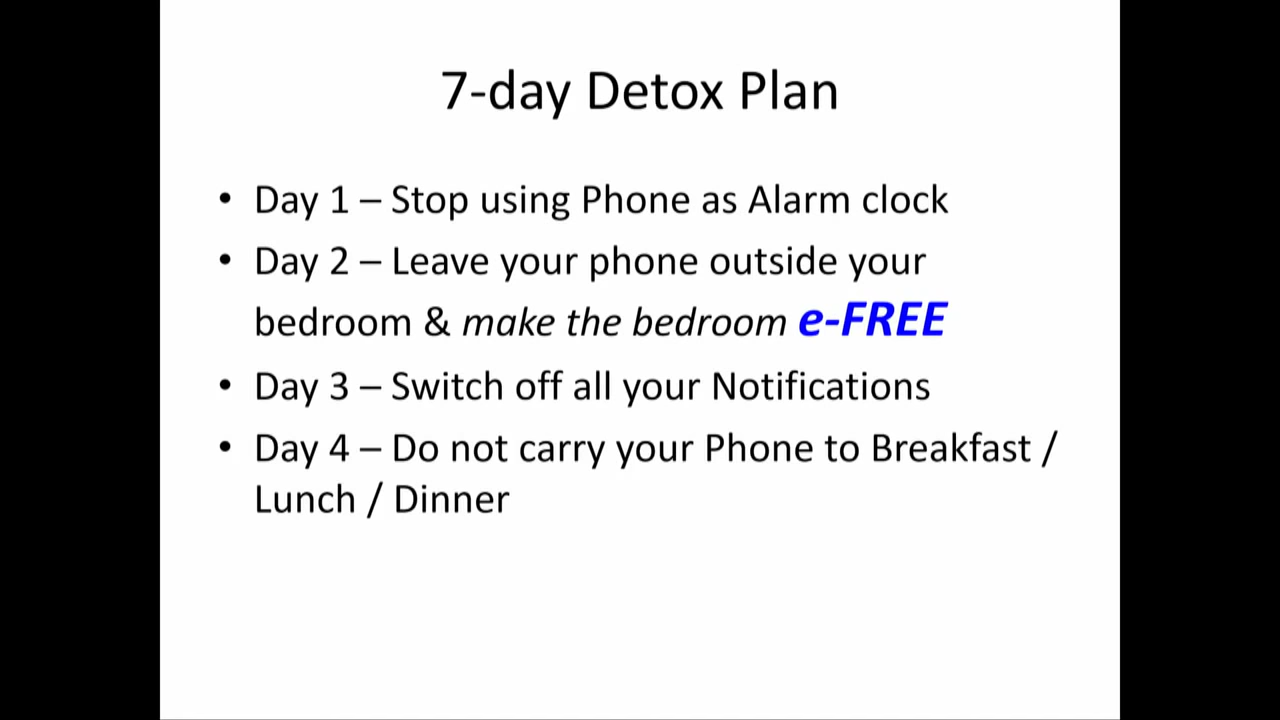 7-day Detox Plan
• Day 1 – Stop using Phone as Alarm clock
• Day 2 – Leave your phone outside your
bedroom & make the bedroom e-FREE
• Day 3 – Switch off all your Notifications
• Day 4 – Do not carry your Phone to Breakfast /
Lunch / Dinner